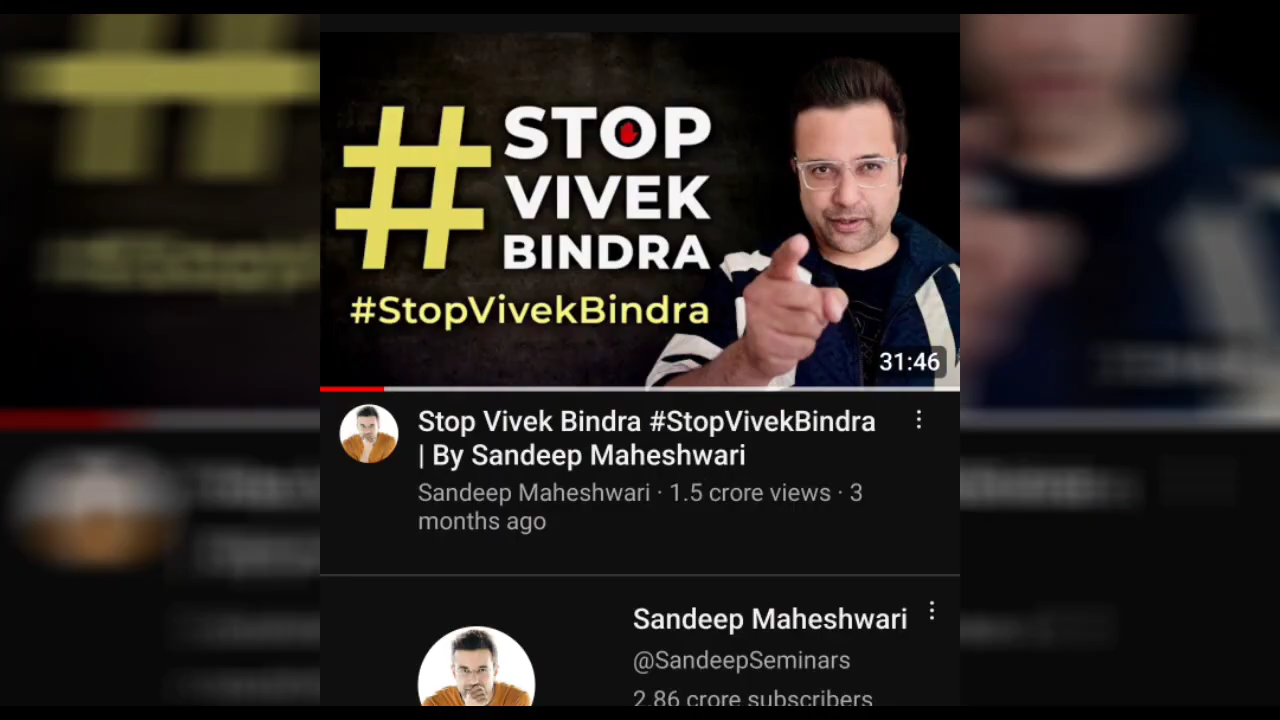 # STOP
VIVEK
BINDRA
#StopVivekBindra
31:46
Stop Vivek Bindra #StopVivekBindra
| By Sandeep Maheshwari
Sandeep Maheshwari · 1.5 crore views · 3
months ago
Sandeep Maheshwari
@SandeepSeminars
2.86 crore subscribers